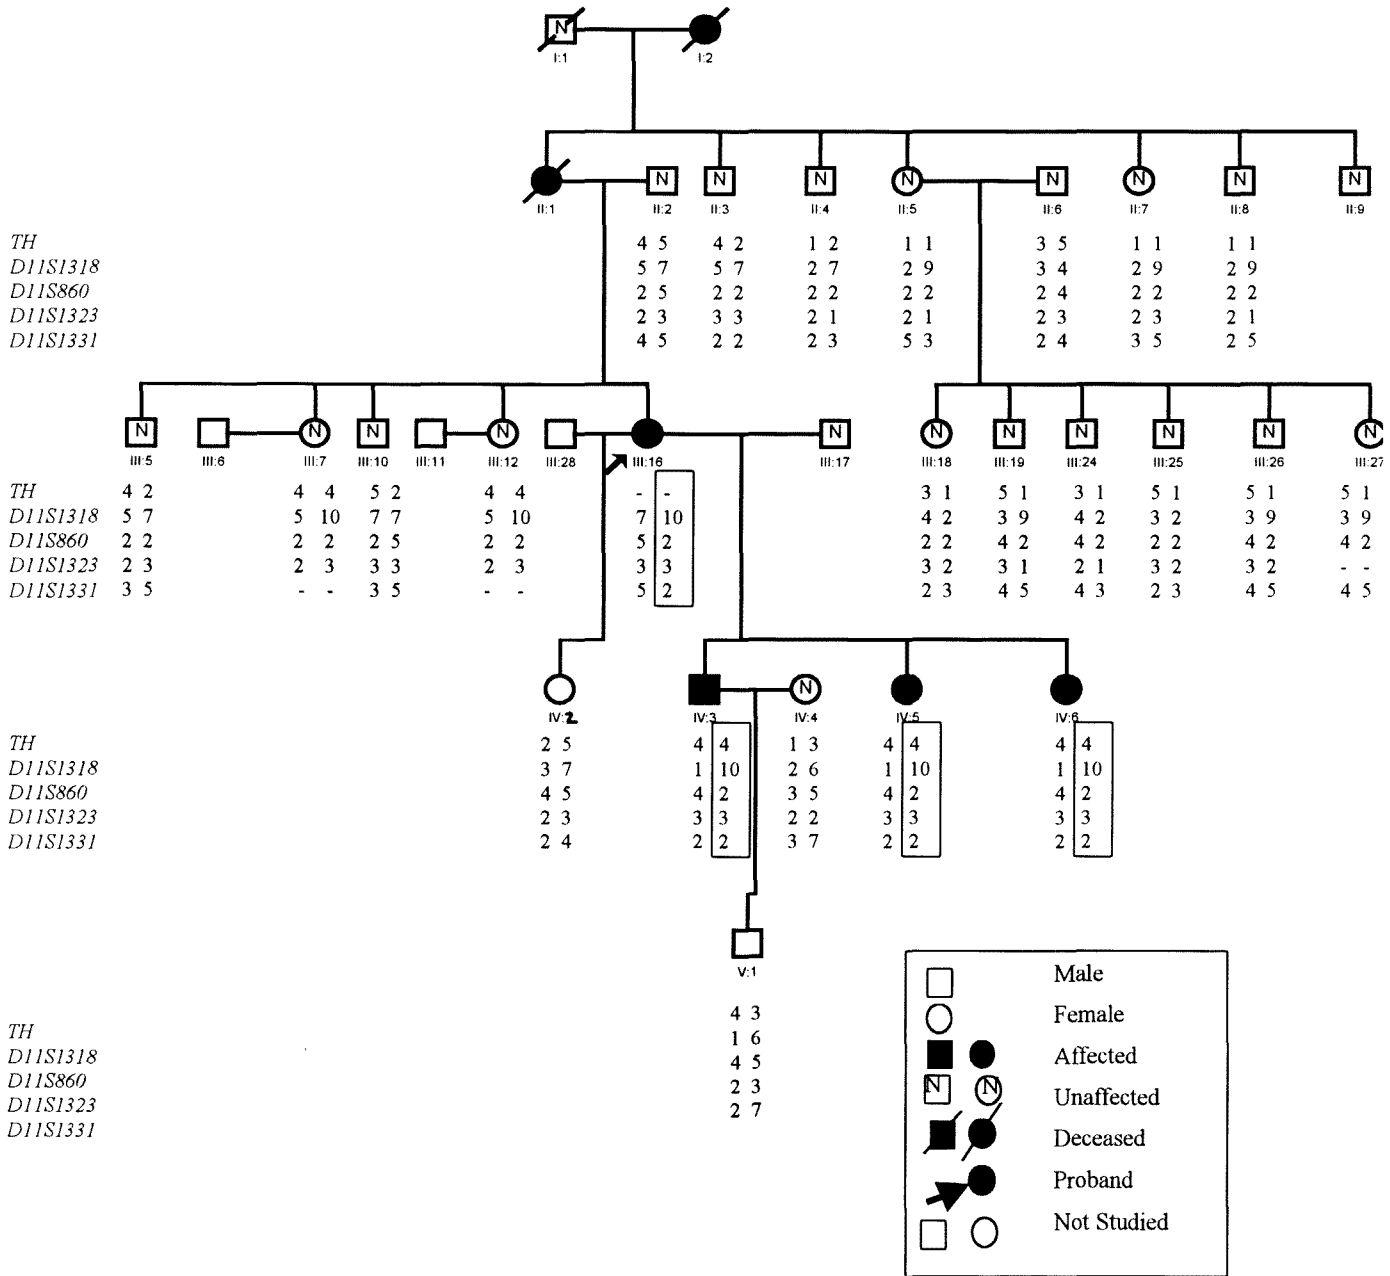 N
I:1 I:2
N N N N N N N N
II:1 II:2 II:3 II:4 II:5 II:6 II:7 II:8 II:9
TH 4 5 4 2 1 2 1 1 3 5 1 1 1 1
D11S1318 5 7 5 7 2 7 2 9 3 4 2 9 2 9
D11S860 2 5 2 2 2 2 2 2 2 4 2 2 2 2
D11S1323 2 3 3 3 2 1 2 1 2 3 2 3 2 1
D11S1331 4 5 2 2 2 3 5 3 2 4 3 5 2 5
N N N N N N N N N N N
III:5 III:6 III:7 III:10 III:11 III:12 III:28 III:16 III:17 III:18 III:19 III:24 III:25 III:26 III:27
TH 4 2 4 4 5 2 4 4 - - 3 1 5 1 3 1 5 1 5 1 5 1
D11S1318 5 7 5 10 7 7 5 10 7 10 4 2 3 9 4 2 3 2 3 9 3 9
D11S860 2 2 2 2 2 5 2 2 5 2 2 2 4 2 4 2 2 2 4 2 4 2
D11S1323 2 3 2 3 3 3 2 3 3 3 3 2 3 1 2 1 3 2 3 2 - -
D11S1331 3 5 - - 3 5 - - 5 2 2 3 4 5 4 3 2 3 4 5 4 5
N
IV:2 IV:3 IV:4 IV:5 IV:6
TH 2 5 4 4 1 3 4 4 4 4
D11S1318 3 7 1 10 2 6 1 10 1 10
D11S860 4 5 4 2 3 5 4 2 4 2
D11S1323 2 3 3 3 2 2 3 3 3 3
D11S1331 2 4 2 2 3 7 2 2 2 2
V:1
TH 4 3
D11S1318 1 6
D11S860 4 5
D11S1323 2 3
D11S1331 2 7
Male
Female
Affected
N N Unaffected
Deceased
Proband
Not Studied